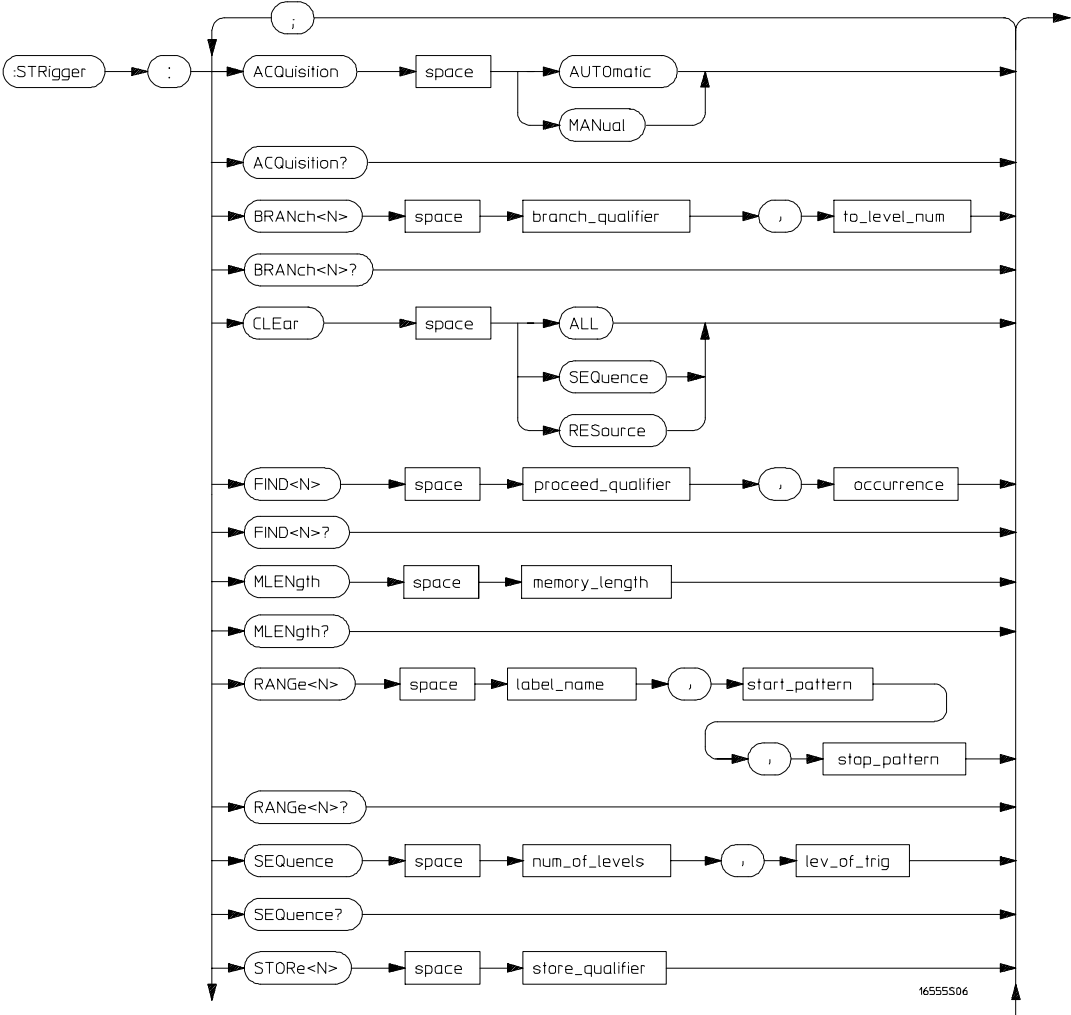 ;
:STRigger : ACQuisition space AUTOmatic
MANual
ACQuisition?
BRANch<N> space branch_qualifier , to_level_num
BRANch<N>?
CLEar space ALL
SEQuence
RESource
FIND<N> space proceed_qualifier , occurrence
FIND<N>?
MLENgth space memory_length
MLENgth?
RANGe<N> space label_name , start_pattern
, stop_pattern
RANGe<N>?
SEQuence space num_of_levels , lev_of_trig
SEQuence?
STORe<N> space store_qualifier
16555S06